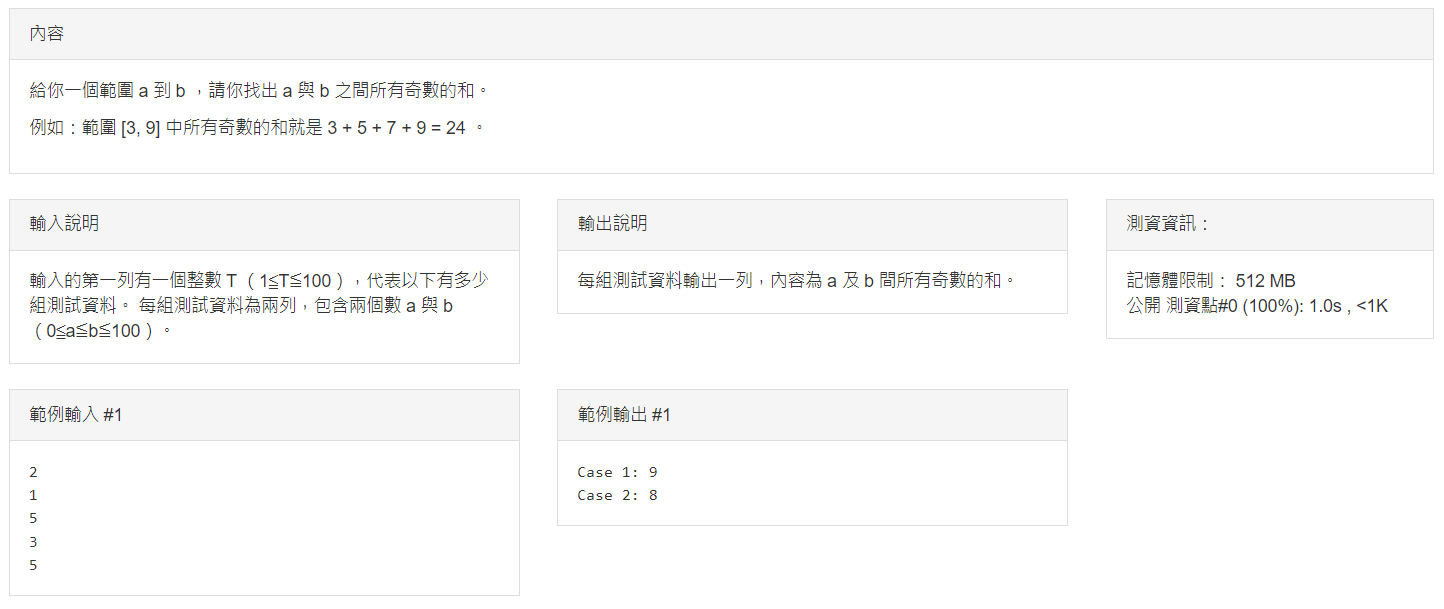 內容
給你一個範圍 a 到 b ，請你找出 a 與 b 之間所有奇數的和。
例如：範圍 [3, 9] 中所有奇數的和就是 3 + 5 + 7 + 9 = 24 。
輸入說明
輸入的第一列有一個整數 T （ 1≦T≦100 ），代表以下有多少
組測試資料。 每組測試資料為兩列，包含兩個數 a 與 b
（ 0≦a≦b≦100 ）。
輸出說明
每組測試資料輸出一列，內容為 a 及 b 間所有奇數的和。
測資資訊：
記憶體限制： 512 MB
公開 測資點#0 (100%): 1.0s , <1K
範例輸入 #1
2
1
5
3
5
範例輸出 #1
Case 1: 9
Case 2: 8